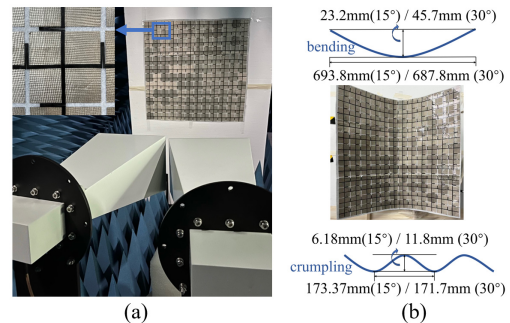 23.2mm(15°) / 45.7mm (30°)
bending
693.8mm(15°) / 687.8mm (30°)
6.18mm(15°) / 11.8mm (30°)
crumpling
173.37mm(15°) / 171.7mm (30°)
(a)
(b)